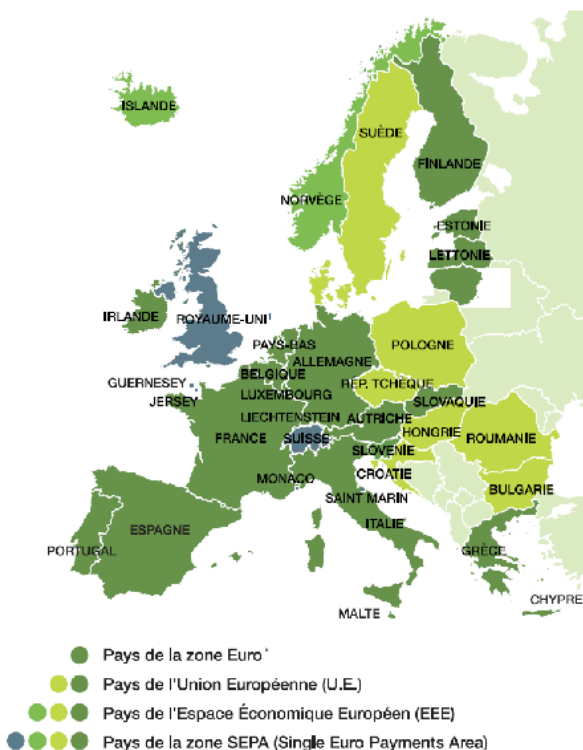 ISLANDE
SUÈDE
FINLANDE
NORVÈGE
ESTONIE
LETTONIE
IRLANDE
ROYAUME-UNI¹
PAYS-BAS
POLOGNE
ALLEMAGNE
BELGIQUE
RÉP. TCHÈQUE
GUERNESEY
LUXEMBOURG
SLOVAQUIE
JERSEY
LIECHTENSTEIN
AUTRICHE
HONGRIE
FRANCE
SUISSE
ROUMANIE
SLOVENIE
CROATIE
MONACO
BULGARIE
SAINT MARIN
ITALIE
ESPAGNE
PORTUGAL
GRÈCE
CHYPRE
MALTE
Pays de la zone Euro*
Pays de l'Union Européenne (U.E.)
Pays de l'Espace Économique Européen (EEE)
Pays de la zone SEPA (Single Euro Payments Area)